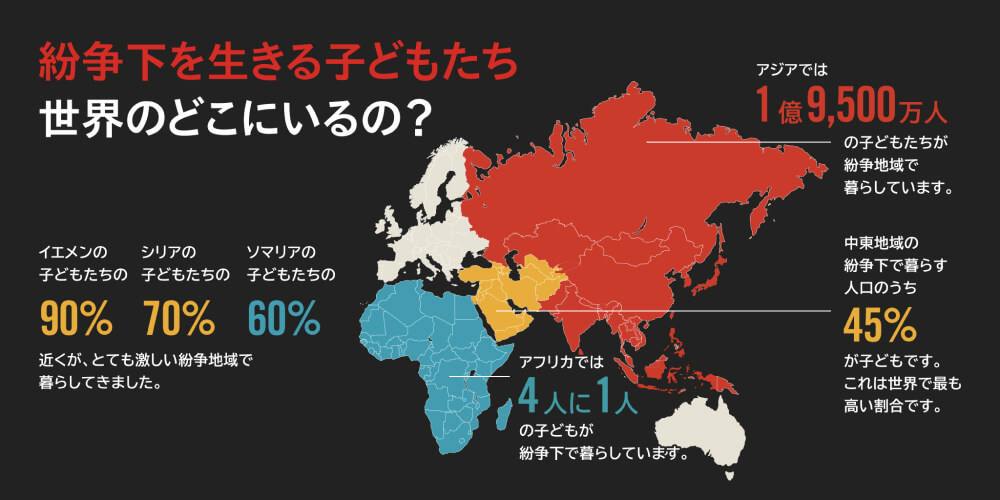 紛争下を生きる子どもたち
世界のどこにいるの?
イエメンの
子どもたちの
90%
シリアの
子どもたちの
70%
ソマリアの
子どもたちの
60%
近くが、とても激しい紛争地域で
暮らしてきました。
アジアでは
1億9,500万人
の子どもたちが
紛争地域で
暮らしています。
中東地域の
紛争下で暮らす
人口のうち
45%
が子どもです。
これは世界で最も
高い割合です。
アフリカでは
4人に1人
の子どもが
紛争下で暮らしています。